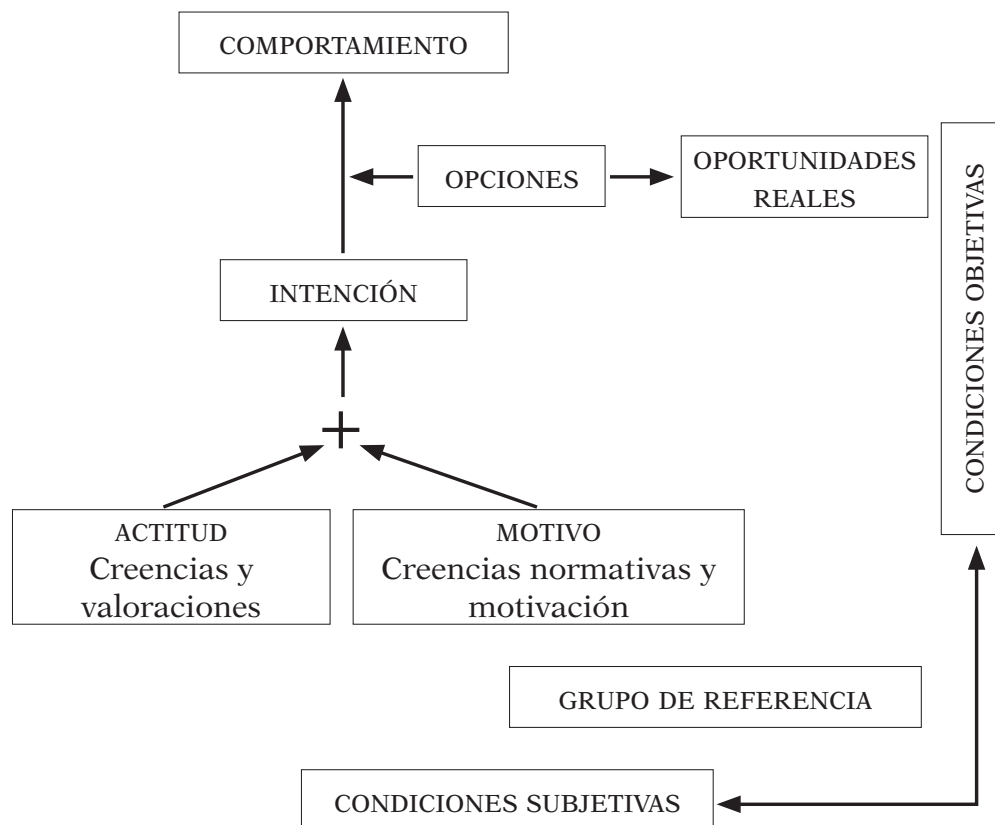 COMPORTAMIENTO
OPCIONES
OPORTUNIDADES
REALES
CONDICIONES OBJETIVAS
INTENCIÓN
ACTITUD
Creencias y
valoraciones
MOTIVO
Creencias normativas y
motivación
GRUPO DE REFERENCIA
CONDICIONES SUBJETIVAS